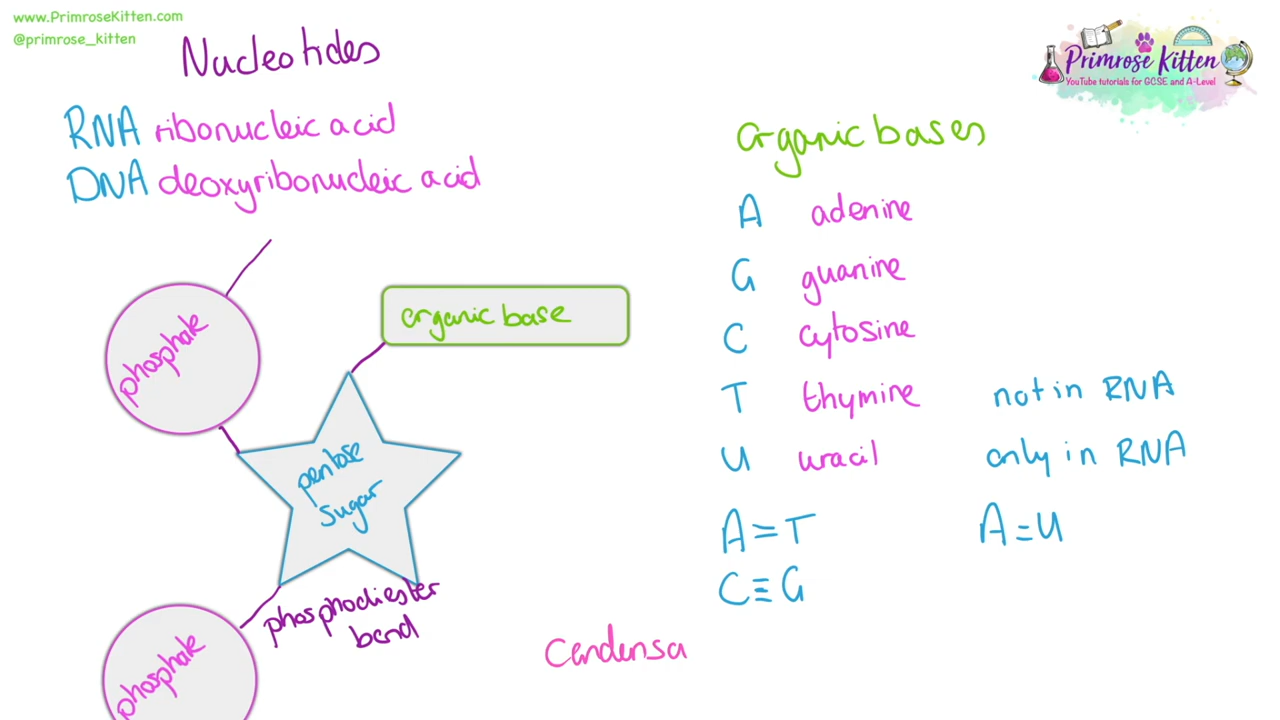 www.PrimroseKitten.com
@primrose_kitten
Primrose Kitten
YouTube tutorials for GCSE and A-Level
Nucleotides
RNA ribonucleic acid
DNA deoxyribonucleic acid
phosphate
organic base
pentose
sugar
phosphodiester
bond
phosphate
organic bases
A adenine
G guanine
C cytosine
T thymine not in RNA
U uracil only in RNA
A=T A=U
C≡G
Condensa